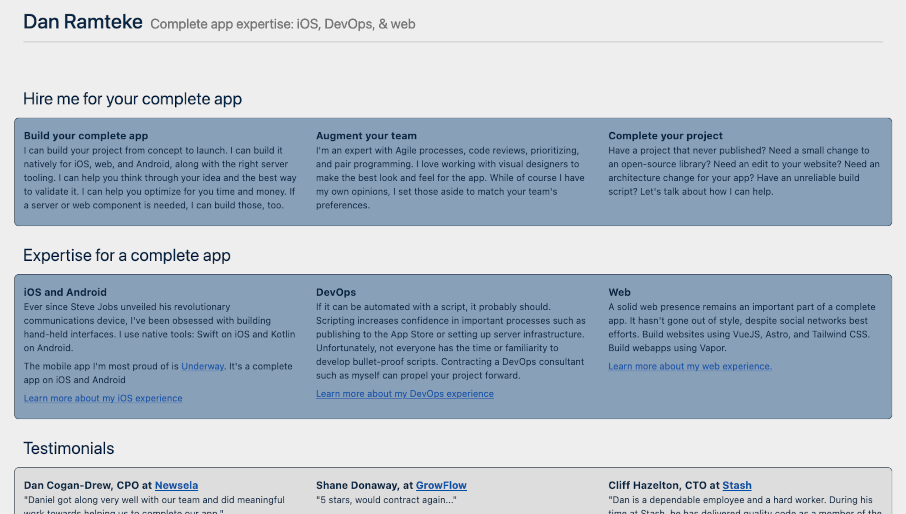 Dan Ramteke Complete app expertise: iOS, DevOps, & web
Hire me for your complete app
Build your complete app
I can build your project from concept to launch. I can build it
natively for iOS, web, and Android, along with the right server
tooling. I can help you think through your idea and the best way
to validate it. I can help you optimize for you time and money. If
a server or web component is needed, I can build those, too.
Augment your team
I'm an expert with Agile processes, code reviews, prioritizing,
and pair programming. I love working with visual designers to
make the best look and feel for the app. While of course I have
my own opinions, I set those aside to match your team's
preferences.
Complete your project
Have a project that never published? Need a small change to
an open-source library? Need an edit to your website? Need an
architecture change for your app? Have an unreliable build
script? Let's talk about how I can help.
Expertise for a complete app
iOS and Android
Ever since Steve Jobs unveiled his revolutionary
communications device, I've been obsessed with building
hand-held interfaces. I use native tools: Swift on iOS and Kotlin
on Android.
The mobile app I'm most proud of is Underway. It's a complete
app on iOS and Android
Learn more about my iOS experience
DevOps
If it can be automated with a script, it probably should.
Scripting increases confidence in important processes such as
publishing to the App Store or setting up server infrastructure.
Unfortunately, not everyone has the time or familiarity to
develop bullet-proof scripts. Contracting a DevOps consultant
such as myself can propel your project forward.
Learn more about my DevOps experience
Web
A solid web presence remains an important part of a complete
app. It hasn't gone out of style, despite social networks best
efforts. Build websites using VueJS, Astro, and Tailwind CSS.
Build webapps using Vapor.
Learn more about my web experience.
Testimonials
Dan Cogan-Drew, CPO at Newsela
"Daniel got along very well with our team and did meaningful
work towards helping us to complete our app."
Shane Donaway, at GrowFlow
"5 stars, would contract again..."
Cliff Hazelton, CTO at Stash
"Dan is a dependable employee and a hard worker. During his
time at Stash, he has delivered quality code as a member of the